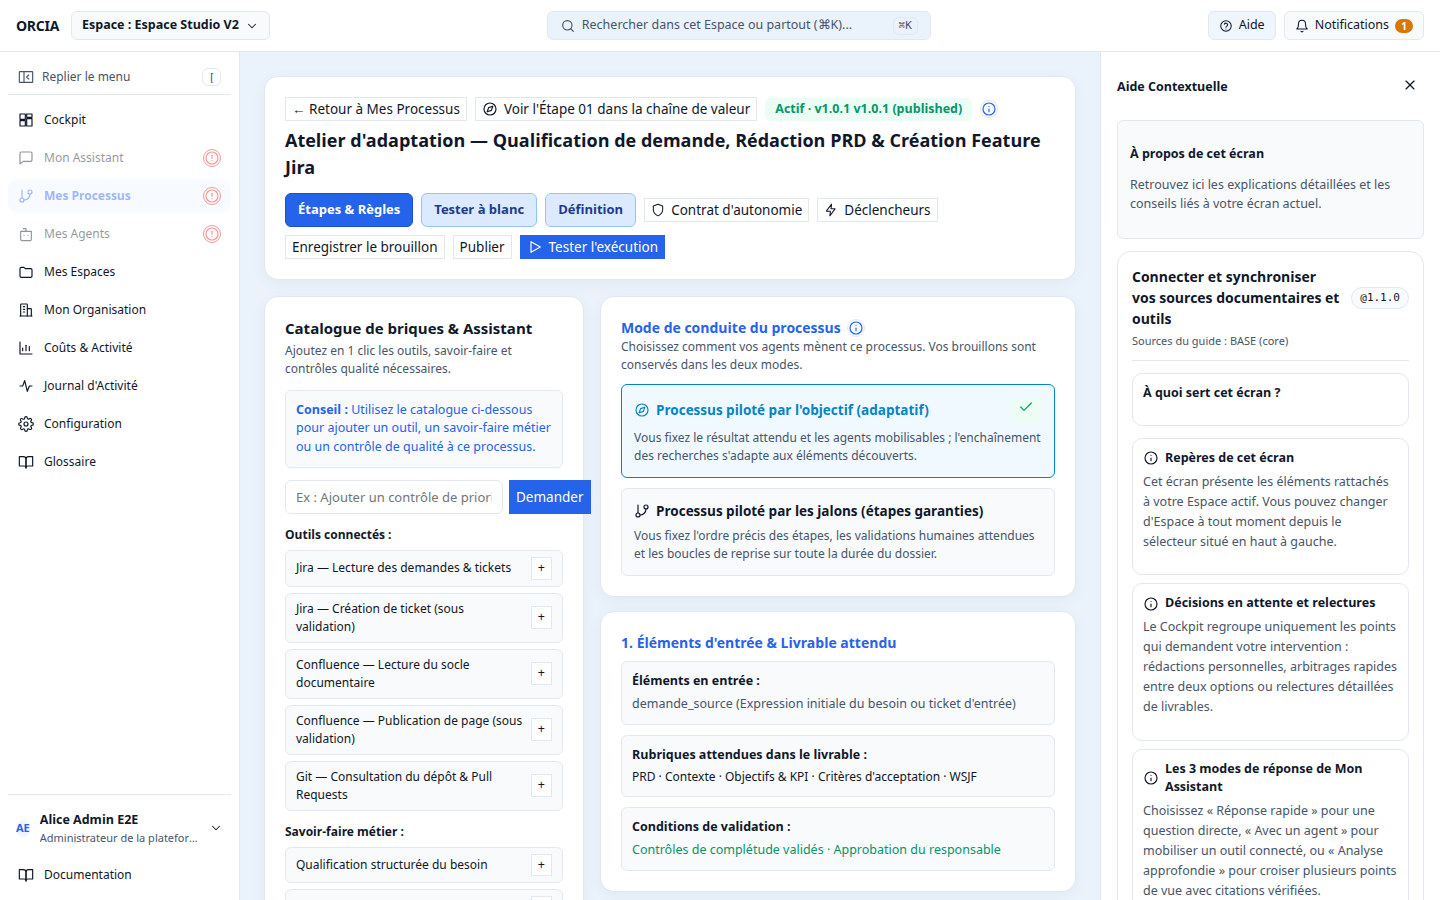 ORCIA
Espace : Espace Studio V2
Rechercher dans cet Espace ou partout (⌘K)...
⌘K
Aide
Notifications 1
Replier le menu [
Cockpit
Mon Assistant
Mes Processus
Mes Agents
Mes Espaces
Mon Organisation
Coûts & Activité
Journal d'Activité
Configuration
Glossaire
AE
Alice Admin E2E
Administrateur de la platefor...
Documentation
← Retour à Mes Processus
Voir l'Étape 01 dans la chaîne de valeur
Actif · v1.0.1 v1.0.1 (published)
Atelier d'adaptation — Qualification de demande, Rédaction PRD & Création Feature
Jira
Étapes & Règles
Tester à blanc
Définition
Contrat d'autonomie
Déclencheurs
Enregistrer le brouillon
Publier
Tester l'exécution
Catalogue de briques & Assistant
Ajoutez en 1 clic les outils, savoir-faire et
contrôles qualité nécessaires.
Conseil : Utilisez le catalogue ci-dessous
pour ajouter un outil, un savoir-faire métier
ou un contrôle de qualité à ce processus.
Ex : Ajouter un contrôle de prior
Demander
Outils connectés :
Jira — Lecture des demandes & tickets +
Jira — Création de ticket (sous
validation) +
Confluence — Lecture du socle
documentaire +
Confluence — Publication de page (sous
validation) +
Git — Consultation du dépôt & Pull
Requests +
Savoir-faire métier :
Qualification structurée du besoin +
Mode de conduite du processus
Choisissez comment vos agents mènent ce processus. Vos brouillons sont
conservés dans les deux modes.
Processus piloté par l'objectif (adaptatif)
Vous fixez le résultat attendu et les agents mobilisables ; l'enchaînement
des recherches s'adapte aux éléments découverts.
Processus piloté par les jalons (étapes garanties)
Vous fixez l'ordre précis des étapes, les validations humaines attendues
et les boucles de reprise sur toute la durée du dossier.
1. Éléments d'entrée & Livrable attendu
Éléments en entrée :
demande_source (Expression initiale du besoin ou ticket d'entrée)
Rubriques attendues dans le livrable :
PRD · Contexte · Objectifs & KPI · Critères d'acceptation · WSJF
Conditions de validation :
Contrôles de complétude validés · Approbation du responsable
Aide Contextuelle
À propos de cet écran
Retrouvez ici les explications détaillées et les
conseils liés à votre écran actuel.
Connecter et synchroniser
vos sources documentaires et
outils
@1.1.0
Sources du guide : BASE (core)
À quoi sert cet écran ?
Repères de cet écran
Cet écran présente les éléments rattachés
à votre Espace actif. Vous pouvez changer
d'Espace à tout moment depuis le
sélecteur situé en haut à gauche.
Décisions en attente et relectures
Le Cockpit regroupe uniquement les points
qui demandent votre intervention :
rédactions personnelles, arbitrages rapides
entre deux options ou relectures détaillées
de livrables.
Les 3 modes de réponse de Mon
Assistant
Choisissez « Réponse rapide » pour une
question directe, « Avec un agent » pour
mobiliser un outil connecté, ou « Analyse
approfondie » pour croiser plusieurs points
de vue avec citations vérifiées.